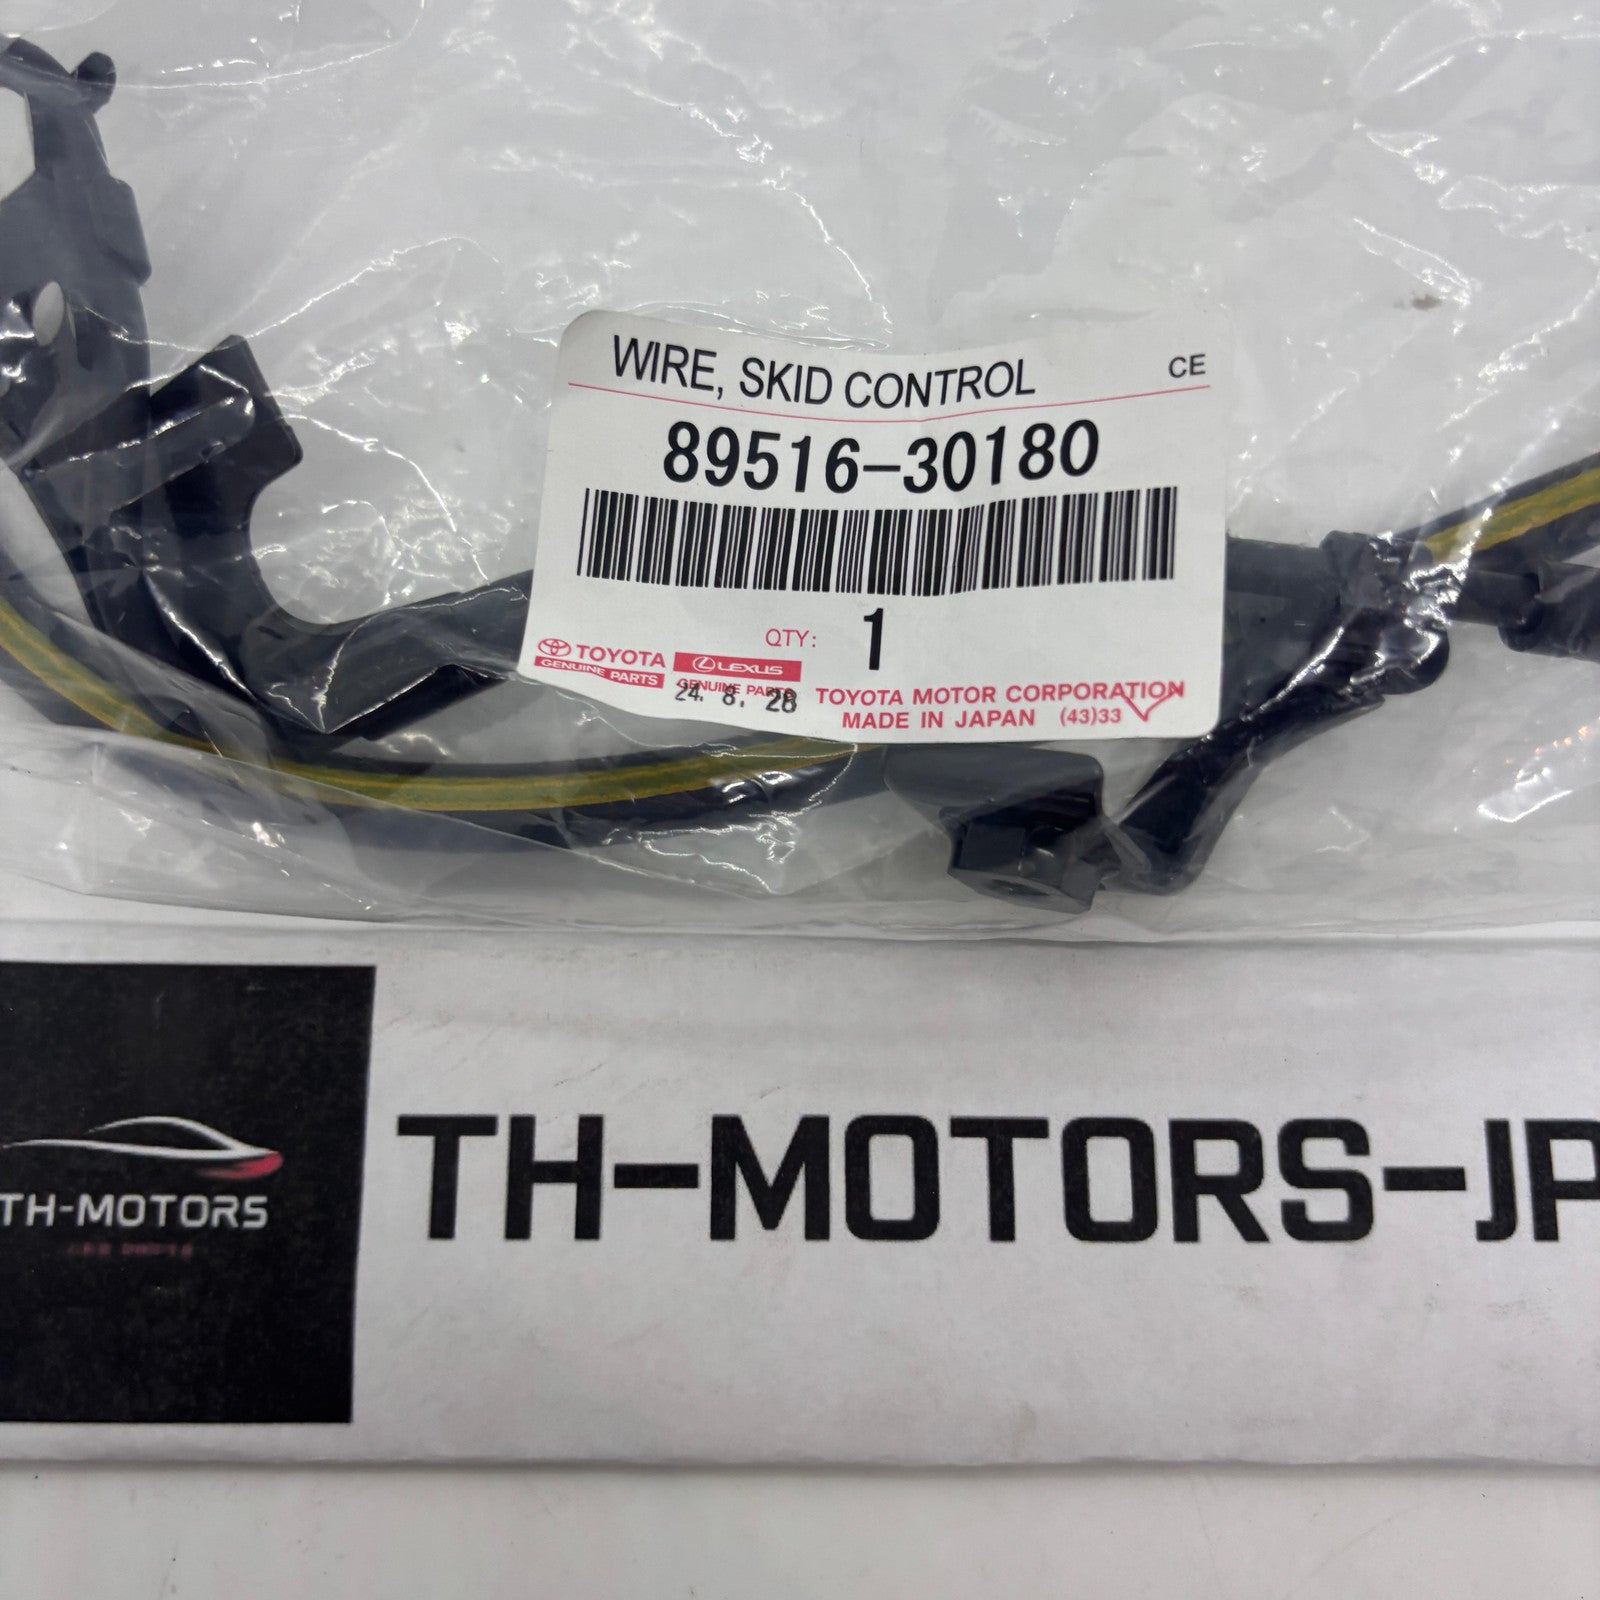 WIRE, SKID CONTROL CE
89516-30180
QTY: 1
TOYOTA
GENUINE PARTS
LEXUS
GENUINE PARTS
24. 8. 28
TOYOTA MOTOR CORPORATION
MADE IN JAPAN (43)33
TH-MOTORS
TH-MOTORS-JP